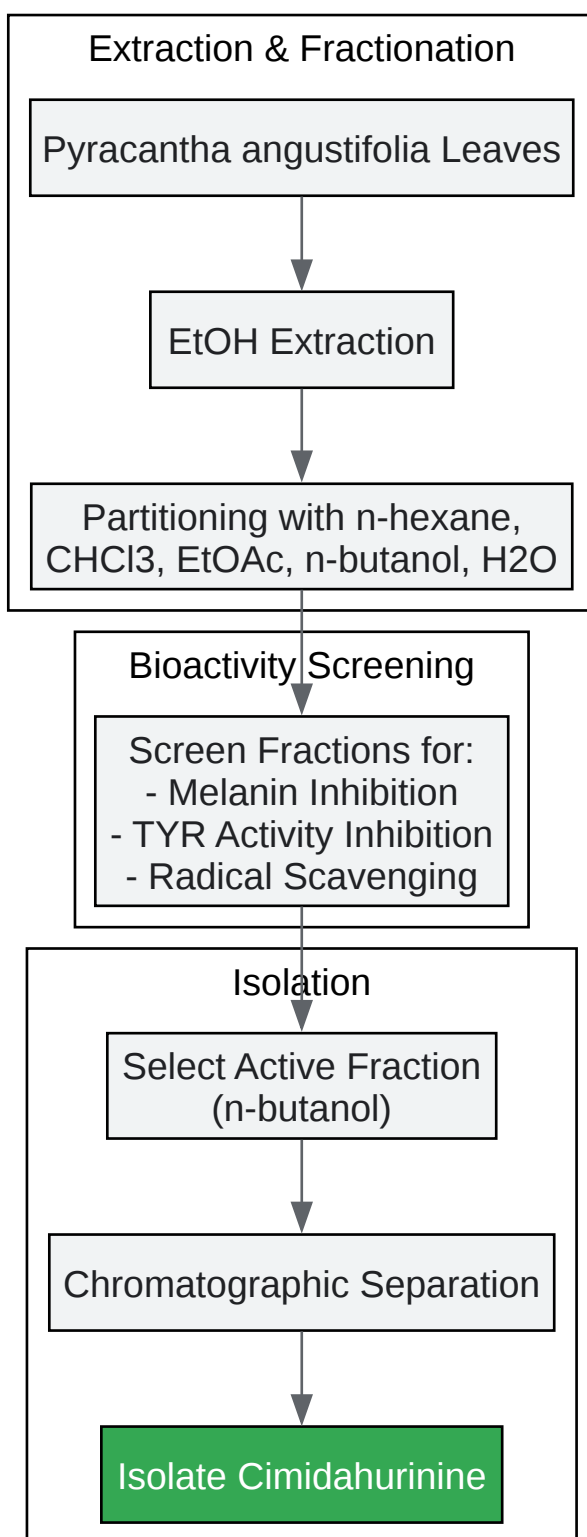 Extraction & Fractionation
Pyracantha angustifolia Leaves
EtOH Extraction
Partitioning with n-hexane,
CHCl3, EtOAc, n-butanol, H2O
Bioactivity Screening
Screen Fractions for:
- Melanin Inhibition
- TYR Activity Inhibition
- Radical Scavenging
Isolation
Select Active Fraction
(n-butanol)
Chromatographic Separation
Isolate Cimidahurinine